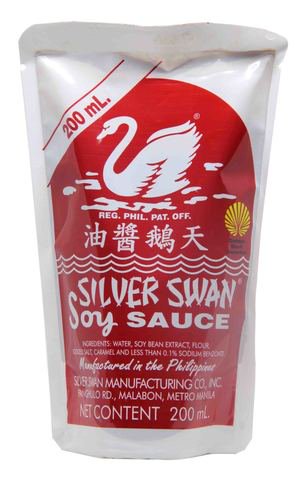 200 mL.
®
REG. PHIL. PAT. OFF.
油醬鵝天
SILVER SWAN®
Soy SAUCE
INGREDIENTS: WATER, SOY BEAN EXTRACT, FLOUR,
SALT, CARAMEL AND LESS THAN 0.1% SODIUM BENZOATE
Manufactured in the Philippines
SILVER SWAN MANUFACTURING CO., INC.
PANGHULO RD., MALABON, METRO MANILA
NET CONTENT 200 mL.